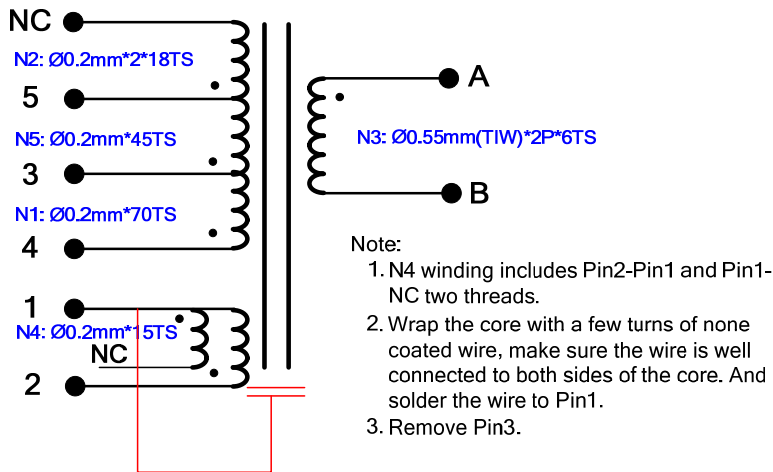 NC
N2: Ø0.2mm*2*18TS
5
N5: Ø0.2mm*45TS
3
N1: Ø0.2mm*70TS
4
1
N4: Ø0.2mm*15TS
NC
2
A
N3: Ø0.55mm(TIW)*2P*6TS
B
Note:
1. N4 winding includes Pin2-Pin1 and Pin1-
NC two threads.
2. Wrap the core with a few turns of none
coated wire, make sure the wire is well
connected to both sides of the core. And
solder the wire to Pin1.
3. Remove Pin3.